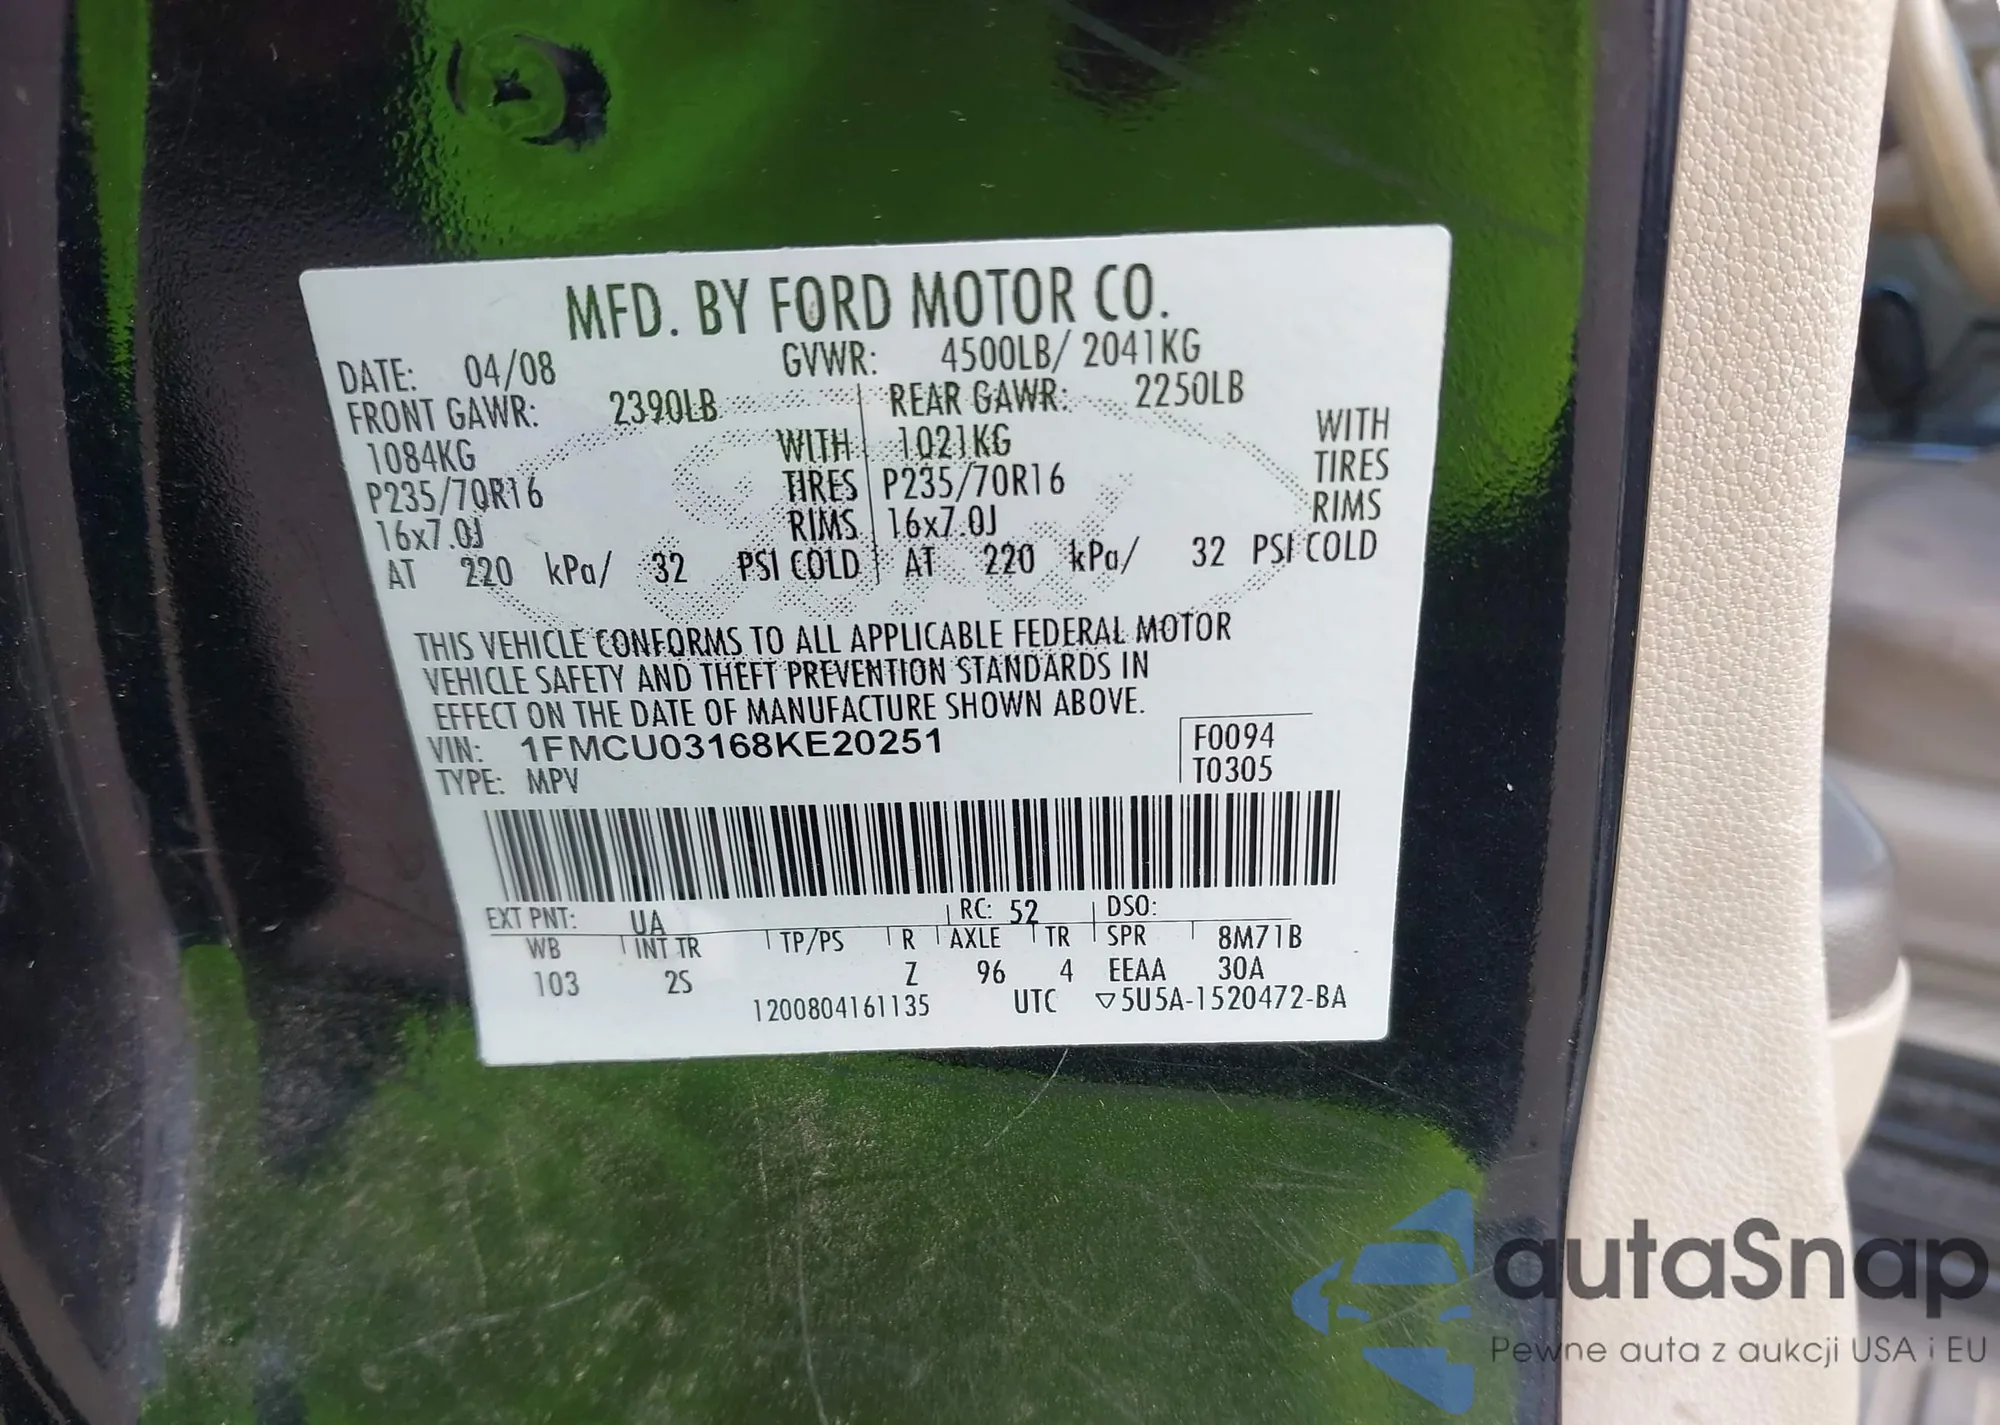 MFD. BY FORD MOTOR CO.
DATE: 04/08 GVWR: 4500LB/ 2041KG
FRONT GAWR: 2390LB REAR GAWR: 2250LB
1084KG WITH 1021KG WITH
P235/70R16 TIRES P235/70R16 TIRES
16x7.0J RIMS 16x7.0J RIMS
AT 220 kPa/ 32 PSI COLD AT 220 kPa/ 32 PSI COLD
THIS VEHICLE CONFORMS TO ALL APPLICABLE FEDERAL MOTOR
VEHICLE SAFETY AND THEFT PREVENTION STANDARDS IN
EFFECT ON THE DATE OF MANUFACTURE SHOWN ABOVE.
VIN: 1FMCU03168KE20251 F0094
TYPE: MPV T0305
EXT PNT: UA RC: 52 DSO:
WB INT TR TP/PS R AXLE TR SPR 8M71B
103 2S Z 96 4 EEAA 30A
1200804161135 UTC ▽5U5A-1520472-BA
autaSnap
Pewne auta z aukcji USA i EU